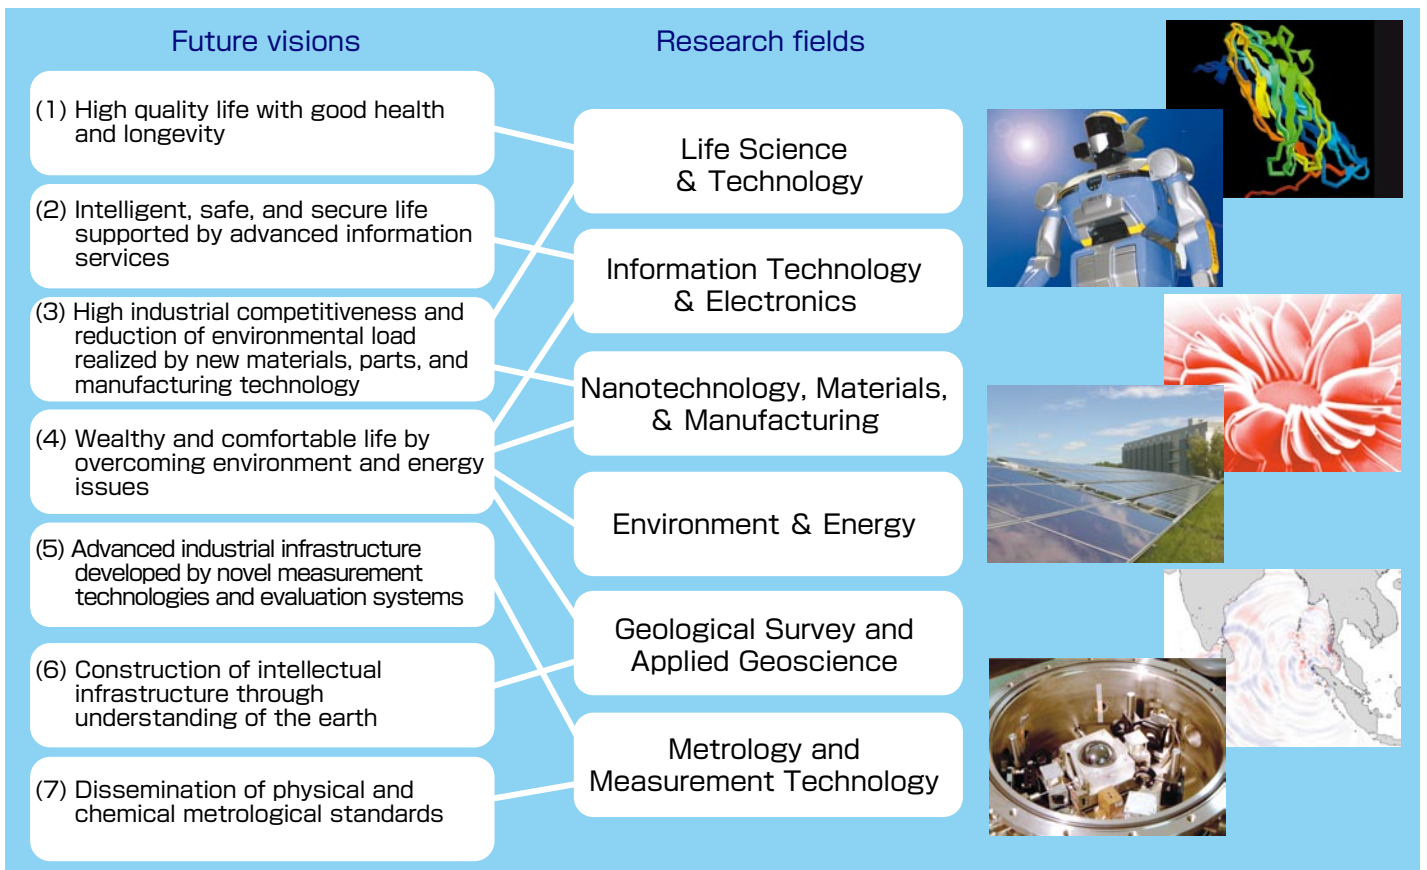 Future visions
(1) High quality life with good health
and longevity
(2) Intelligent, safe, and secure life
supported by advanced information
services
(3) High industrial competitiveness and
reduction of environmental load
realized by new materials, parts, and
manufacturing technology
(4) Wealthy and comfortable life by
overcoming environment and energy
issues
(5) Advanced industrial infrastructure
developed by novel measurement
technologies and evaluation systems
(6) Construction of intellectual
infrastructure through
understanding of the earth
(7) Dissemination of physical and
chemical metrological standards
Research fields
Life Science
& Technology
Information Technology
& Electronics
Nanotechnology, Materials,
& Manufacturing
Environment & Energy
Geological Survey and
Applied Geoscience
Metrology and
Measurement Technology